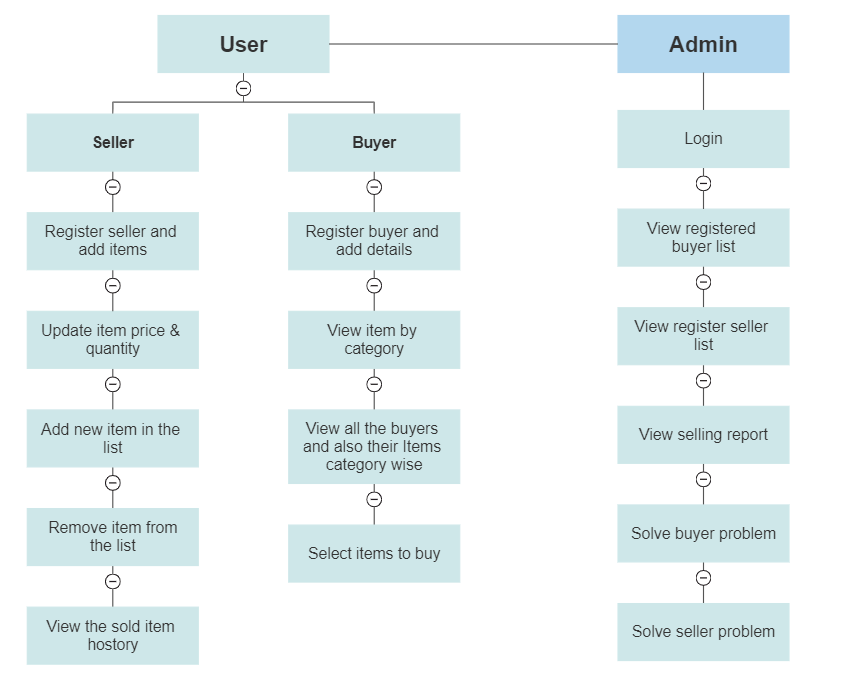 User
Admin
Seller
Buyer
Login
Register seller and
add items
Register buyer and
add details
View registered
buyer list
Update item price &
quantity
View item by
category
View register seller
list
Add new item in the
list
View all the buyers
and also their Items
category wise
View selling report
Remove item from
the list
Select items to buy
Solve buyer problem
View the sold item
hostory
Solve seller problem